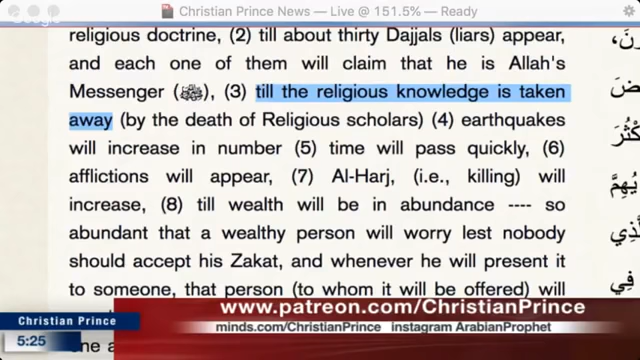 Christian Prince News — Live @ 151.5% — Ready
Google
religious doctrine, (2) till about thirty Dajjals (liars) appear,
and each one of them will claim that he is Allah's
Messenger (ﷺ), (3) till the religious knowledge is taken
away (by the death of Religious scholars) (4) earthquakes
will increase in number (5) time will pass quickly, (6)
afflictions will appear, (7) Al-Harj, (i.e., killing) will
increase, (8) till wealth will be in abundance ---- so
abundant that a wealthy person will worry lest nobody
should accept his Zakat, and whenever he will present it
to someone, that person (to whom it will be offered) will
www.patreon.com/ChristianPrince
Christian Prince
minds.com/ChristianPrince instagram ArabianProphet
5:25